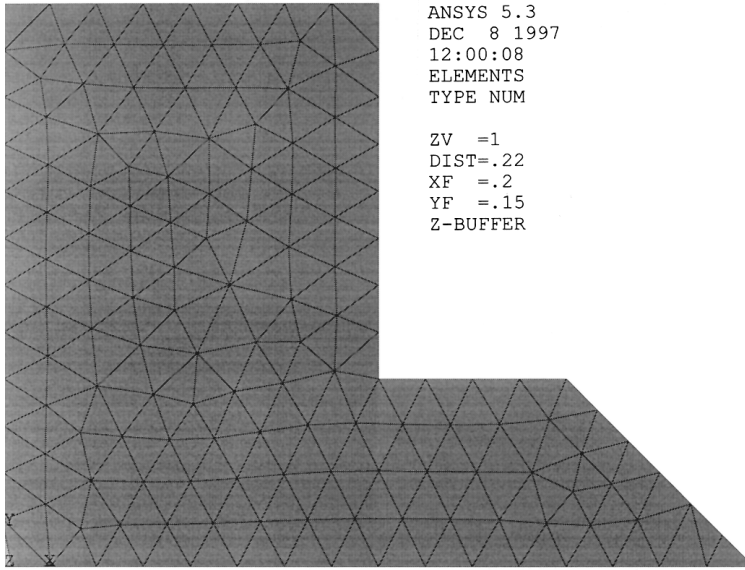 ANSYS 5.3
DEC 8 1997
12:00:08
ELEMENTS
TYPE NUM
ZV =1
DIST=.22
XF =.2
YF =.15
Z-BUFFER
Y
Z X